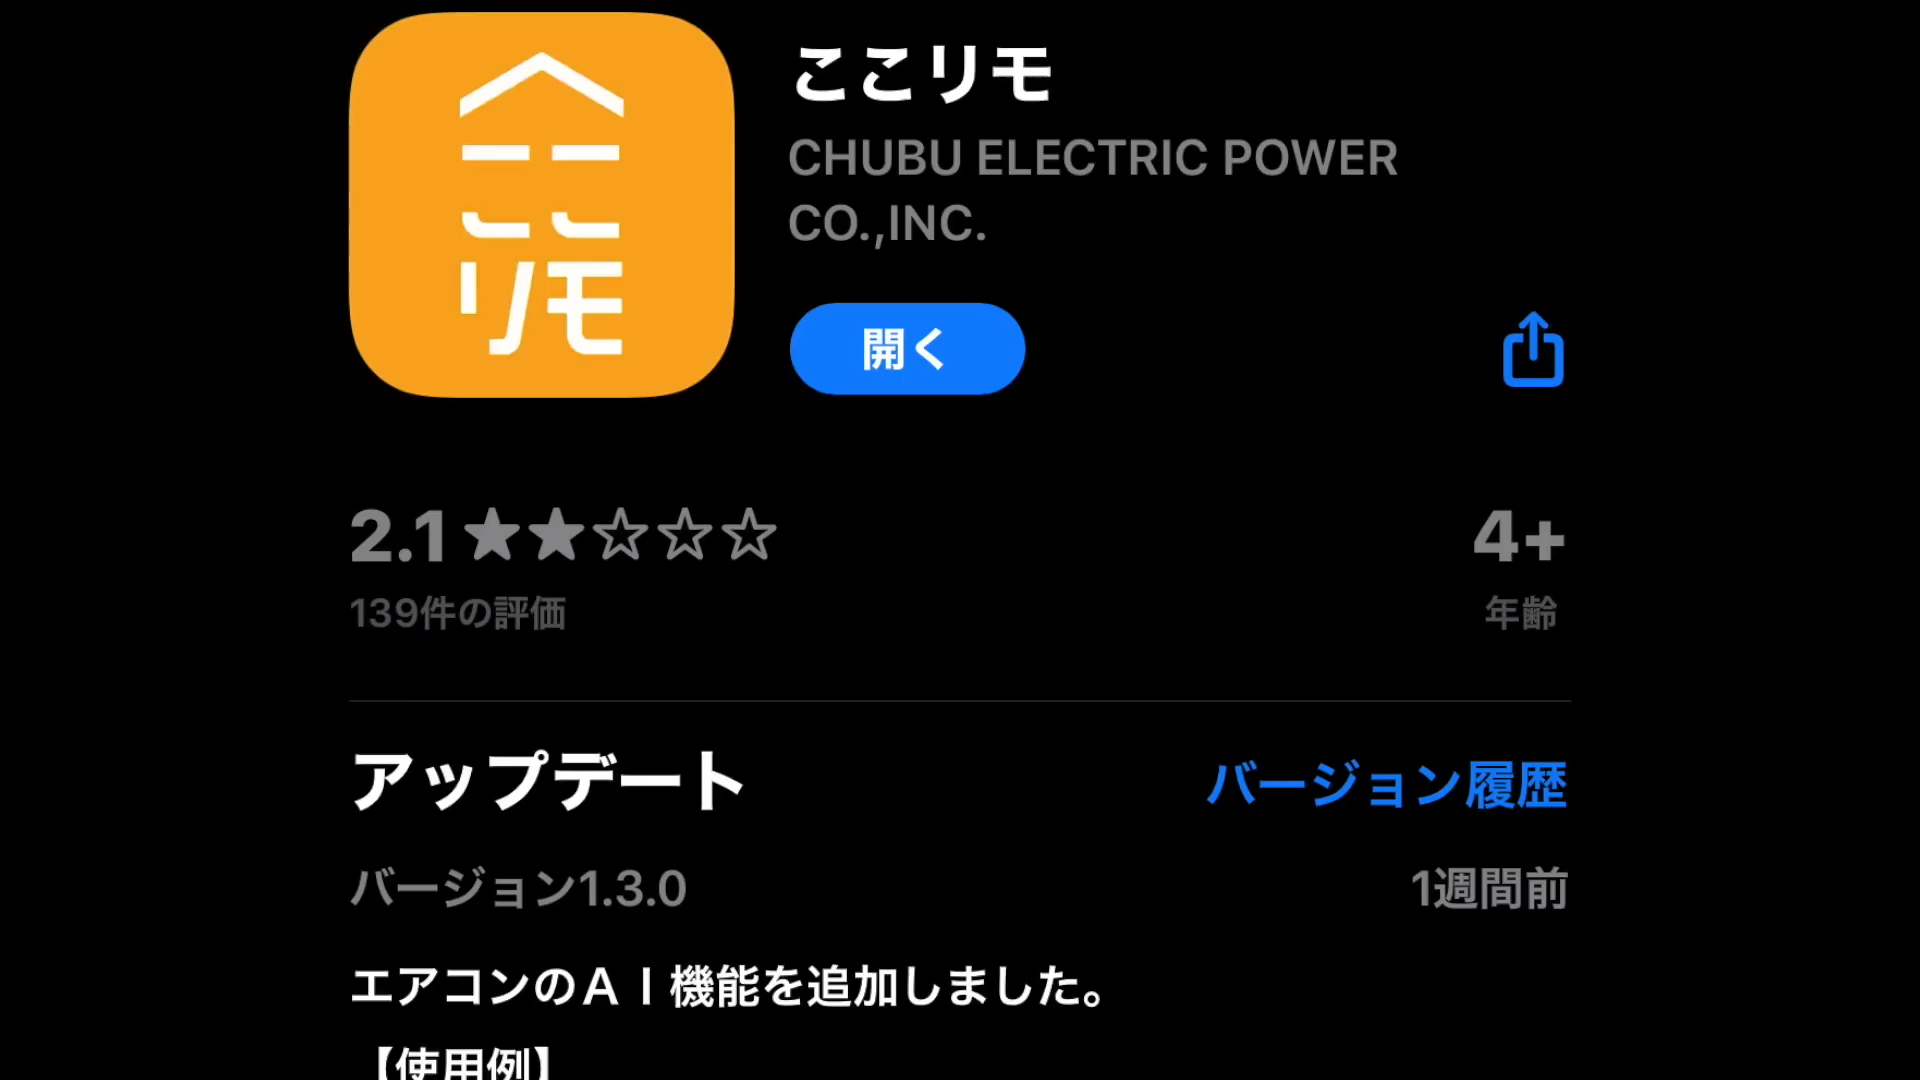 ここ
リモ
ここリモ
CHUBU ELECTRIC POWER
CO.,INC.
開く
2.1★★☆☆☆
4+
139件の評価
年齢
アップデート
バージョン履歴
バージョン1.3.0
1週間前
エアコンのＡＩ機能を追加しました。
【使用例】